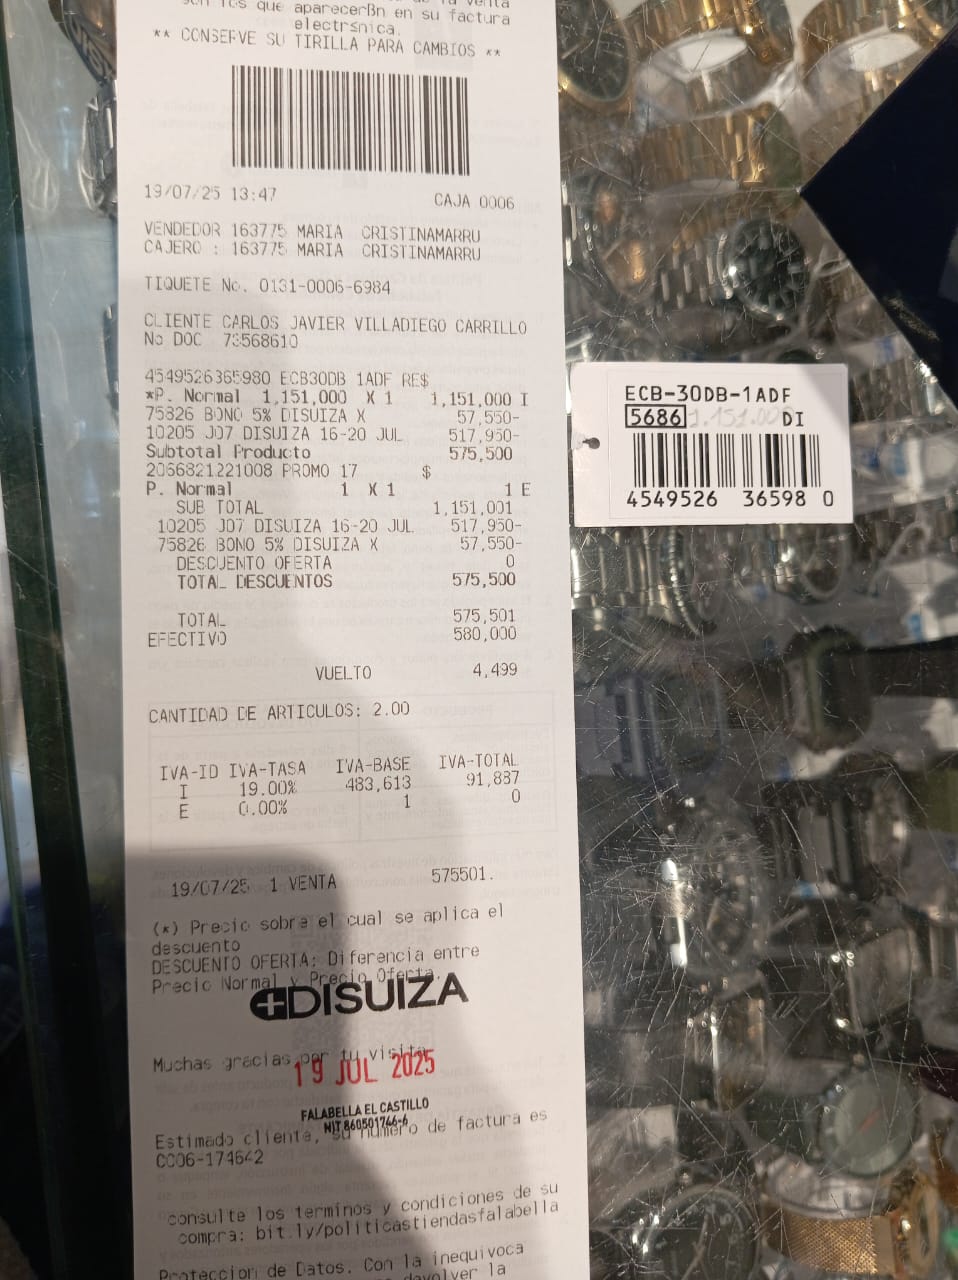 son los que aparecerßn en su factura
electrsnica.
** CONSERVE SU TIRILLA PARA CAMBIOS **
19/07/25 13:47 CAJA 0006
VENDEDOR 163775 MARIA CRISTINAMARRU
CAJERO : 163775 MARIA CRISTINAMARRU
TIQUETE No. 0131-0006-6984
CLIENTE CARLOS JAVIER VILLADIEGO CARRILLO
No DOC 73568610
4549526365980 ECB30DB 1ADF RE$
*P. Normal 1,151,000 X 1 1,151,000 I
75826 BONO 5% DISUIZA X 57,550-
10205 J07 DISUIZA 16-20 JUL 517,950-
Subtotal Producto 575,500
2066821221008 PROMO 17 $
P. Normal 1 X 1 1 E
SUB TOTAL 1,151,001
10205 J07 DISUIZA 16-20 JUL 517,950-
75826 BONO 5% DISUIZA X 57,550-
DESCUENTO OFERTA 0
TOTAL DESCUENTOS 575,500
TOTAL 575,501
EFECTIVO 580,000
VUELTO 4,499
CANTIDAD DE ARTICULOS: 2.00
IVA-ID IVA-TASA IVA-BASE IVA-TOTAL
I 19.00% 483,613 91,887
E 0.00% 1 0
19/07/25 1 VENTA 575501.
(*) Precio sobre el cual se aplica el
descuento
DESCUENTO OFERTA: Diferencia entre
Precio Normal y Precio Oferta.
DISUIZA
Muchas gracias por tu visita
19 JUL 2025
FALABELLA EL CASTILLO
NIT 860501746-6
Estimado cliente, su numero de factura es
CC06-174642
consulte los terminos y condiciones de su
compra: bit.ly/politicastiendasfalabella
Proteccion de Datos. Con la inequivoca
devolver la
ECB-30DB-1ADF
5686 1.151.000 DI
4549526 36598 0